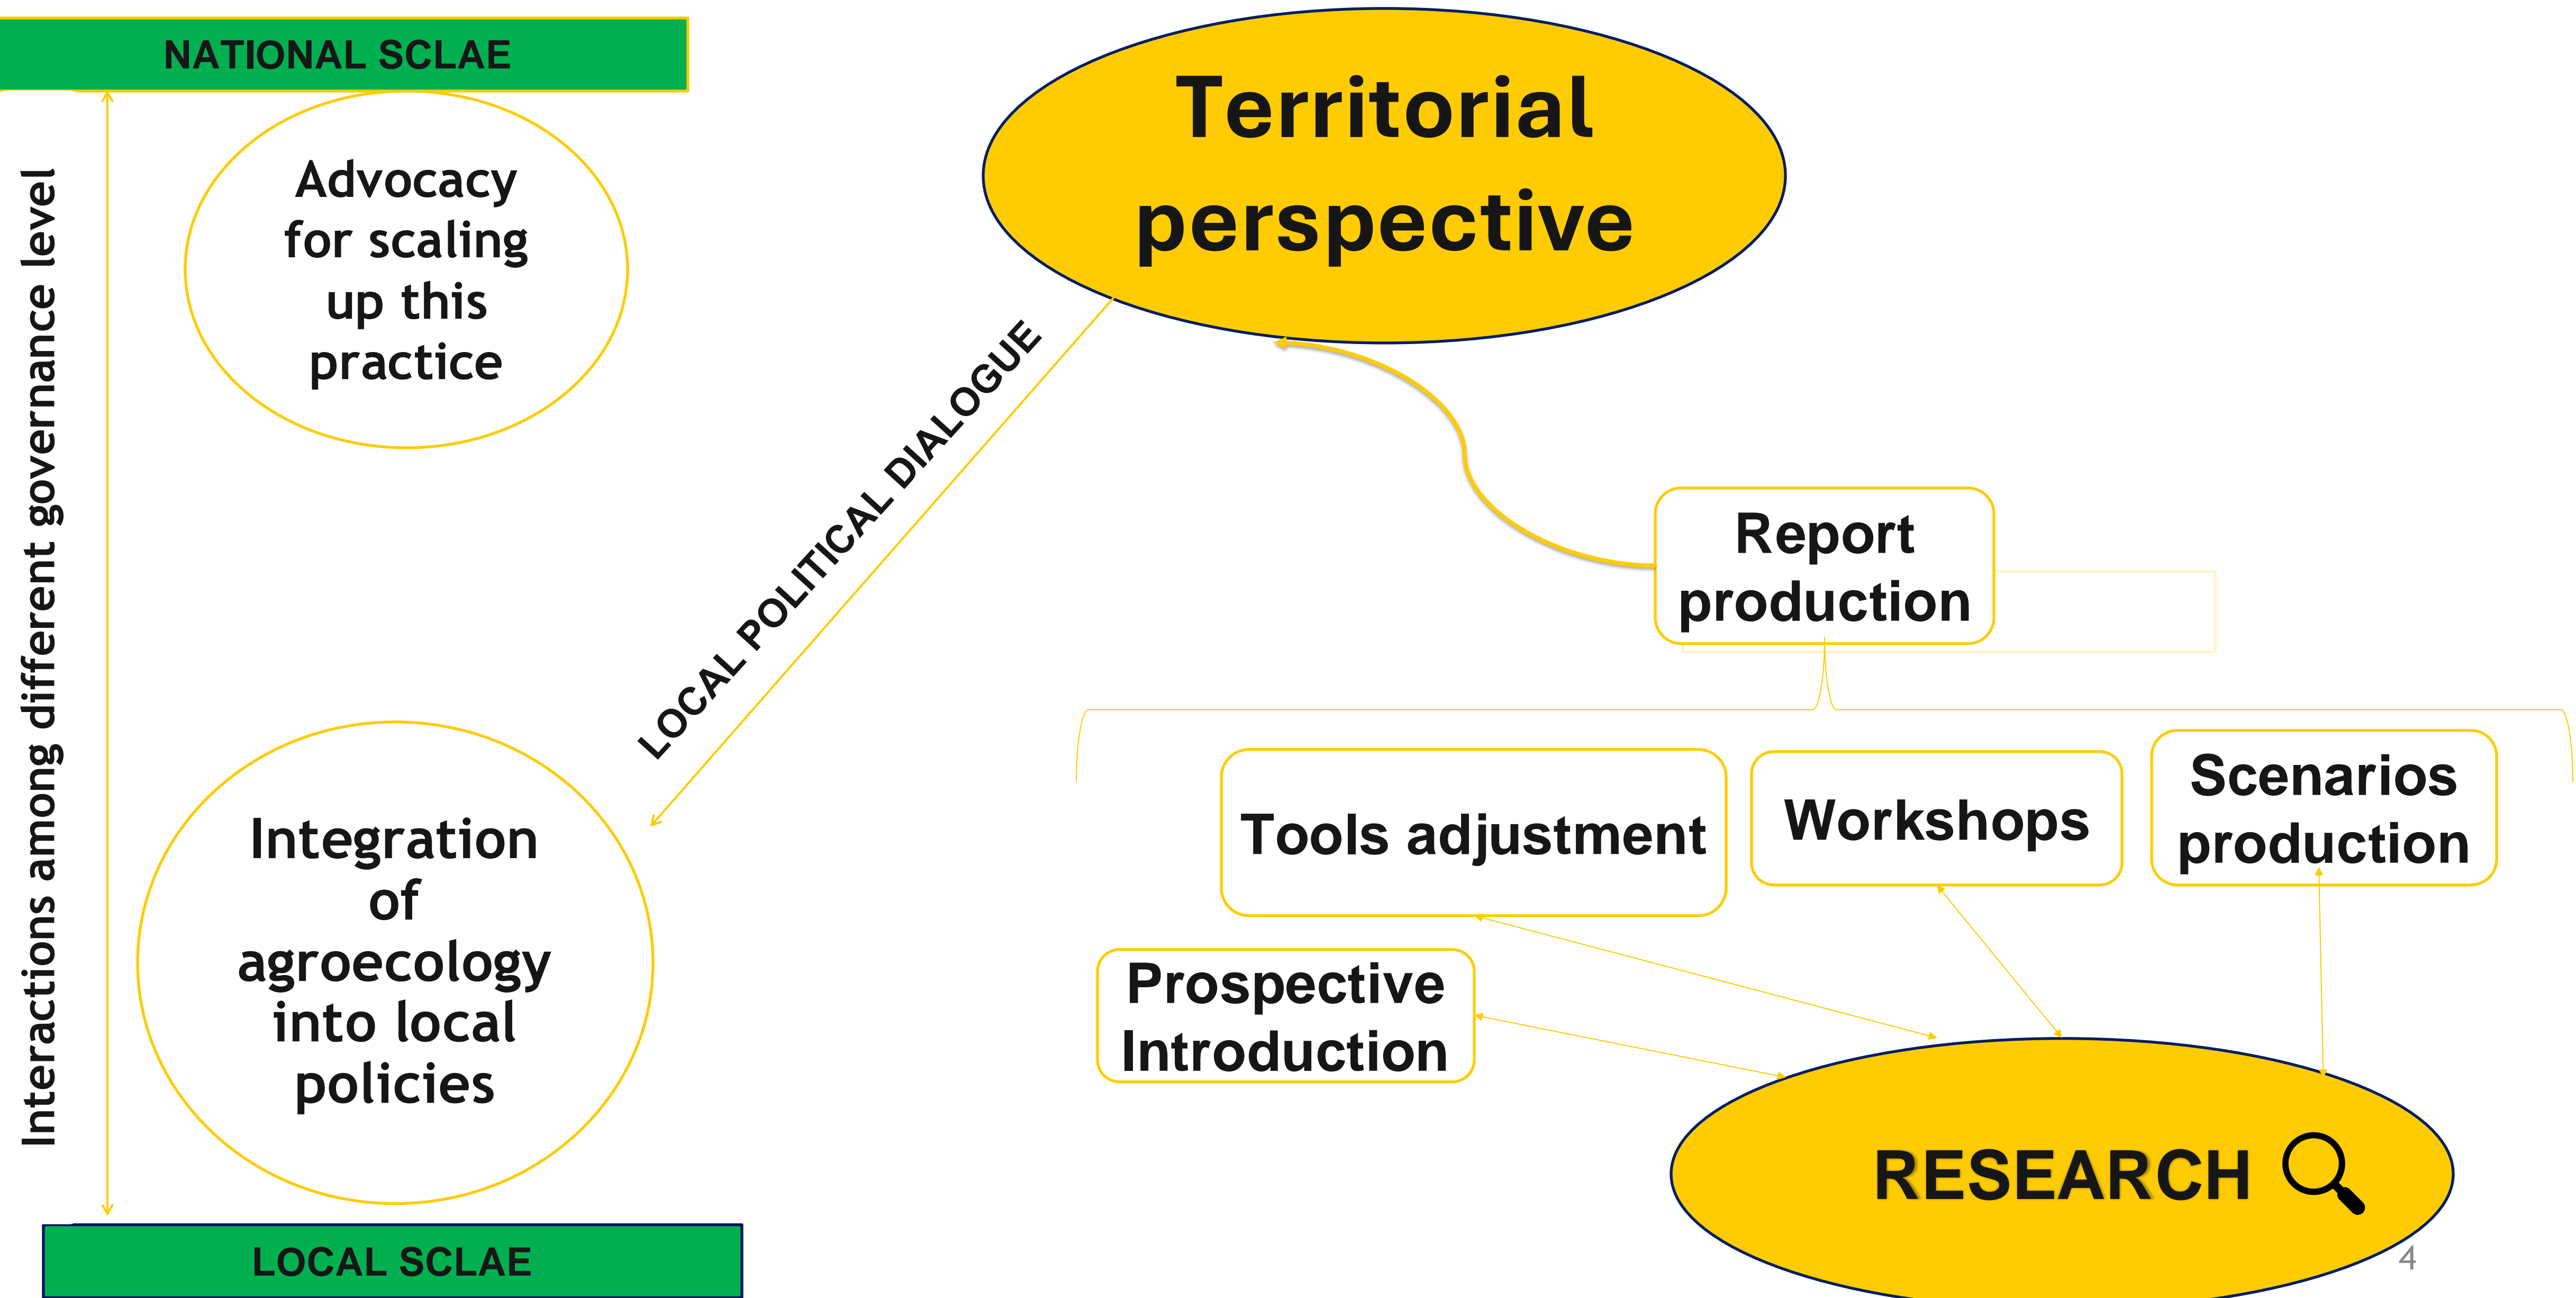 NATIONAL SCLAE
Interactions among different governance level
Advocacy
for scaling
up this
practice
Territorial
perspective
LOCAL POLITICAL DIALOGUE
Report
production
Integration
of
agroecology
into local
policies
Tools adjustment
Workshops
Scenarios
production
Prospective
Introduction
RESEARCH
LOCAL SCLAE
4